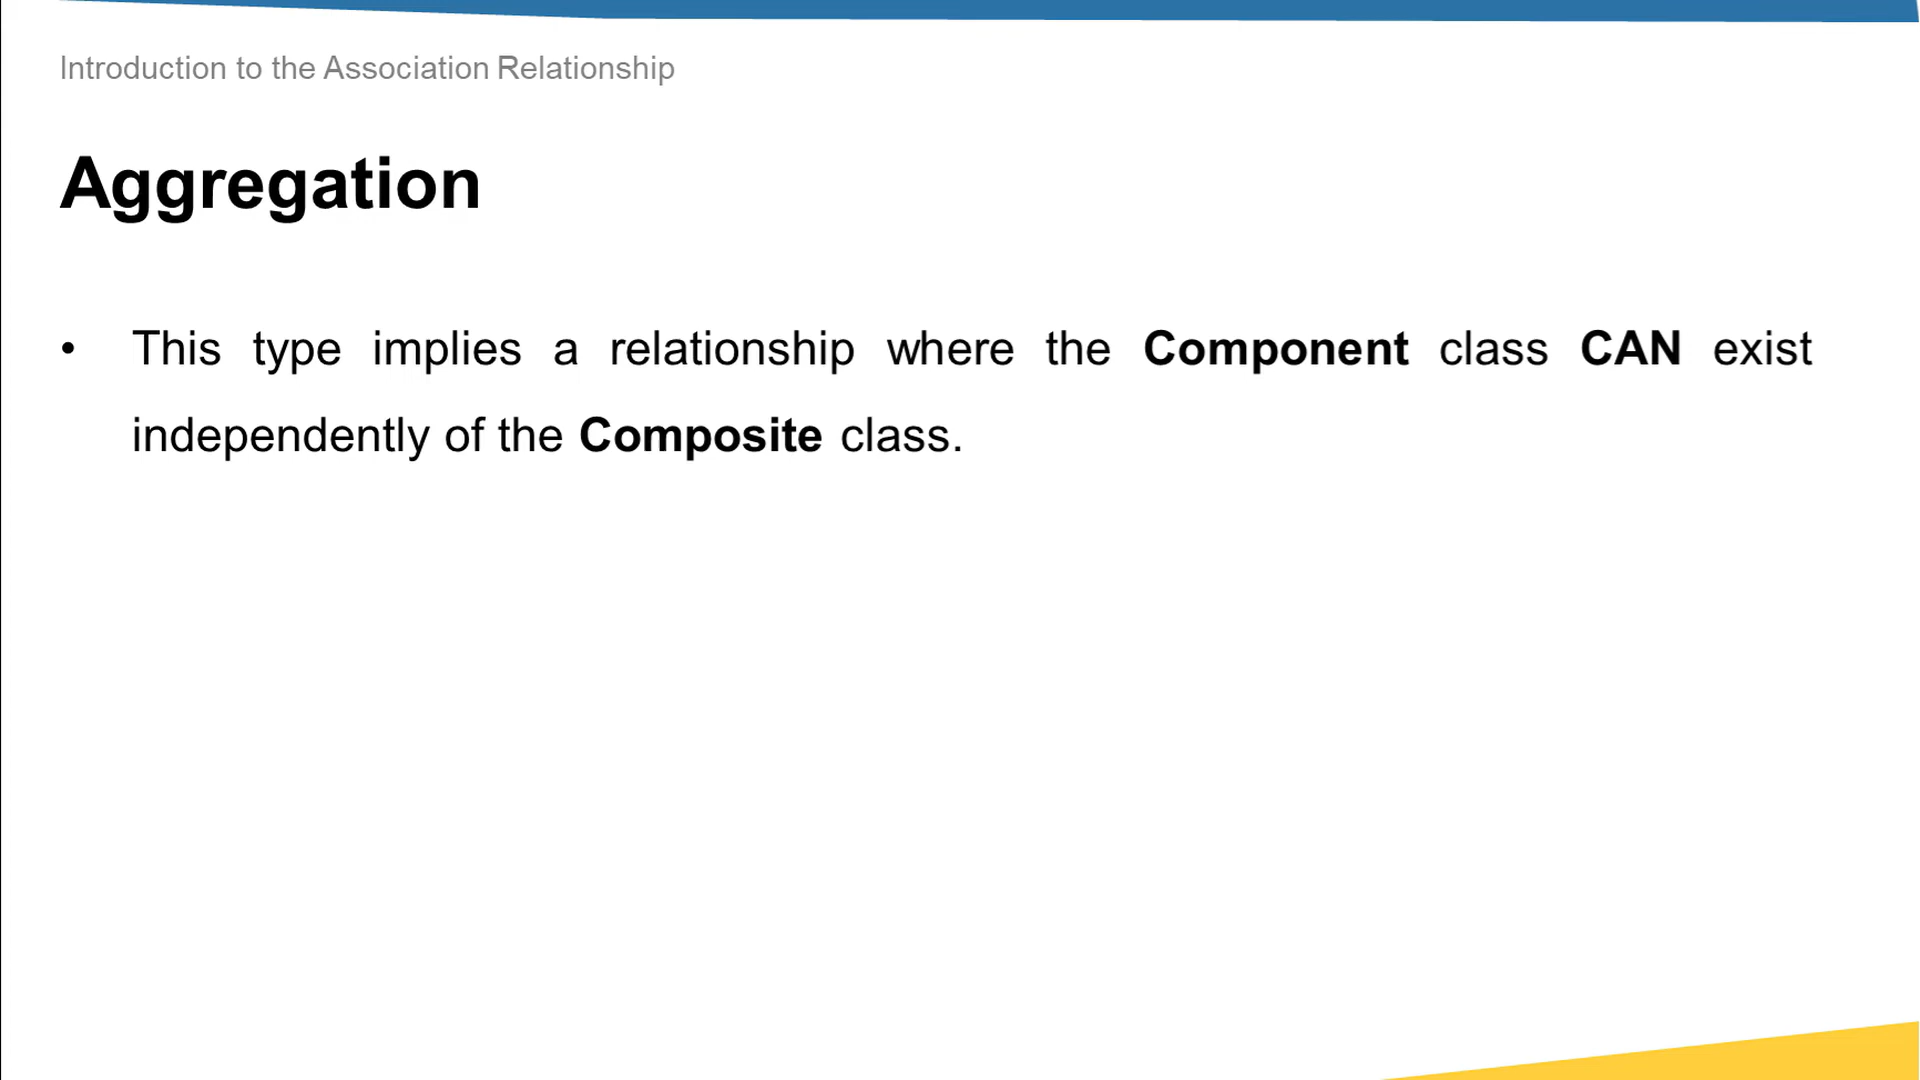 Introduction to the Association Relationship
Aggregation
• This type implies a relationship where the Component class CAN exist
independently of the Composite class.